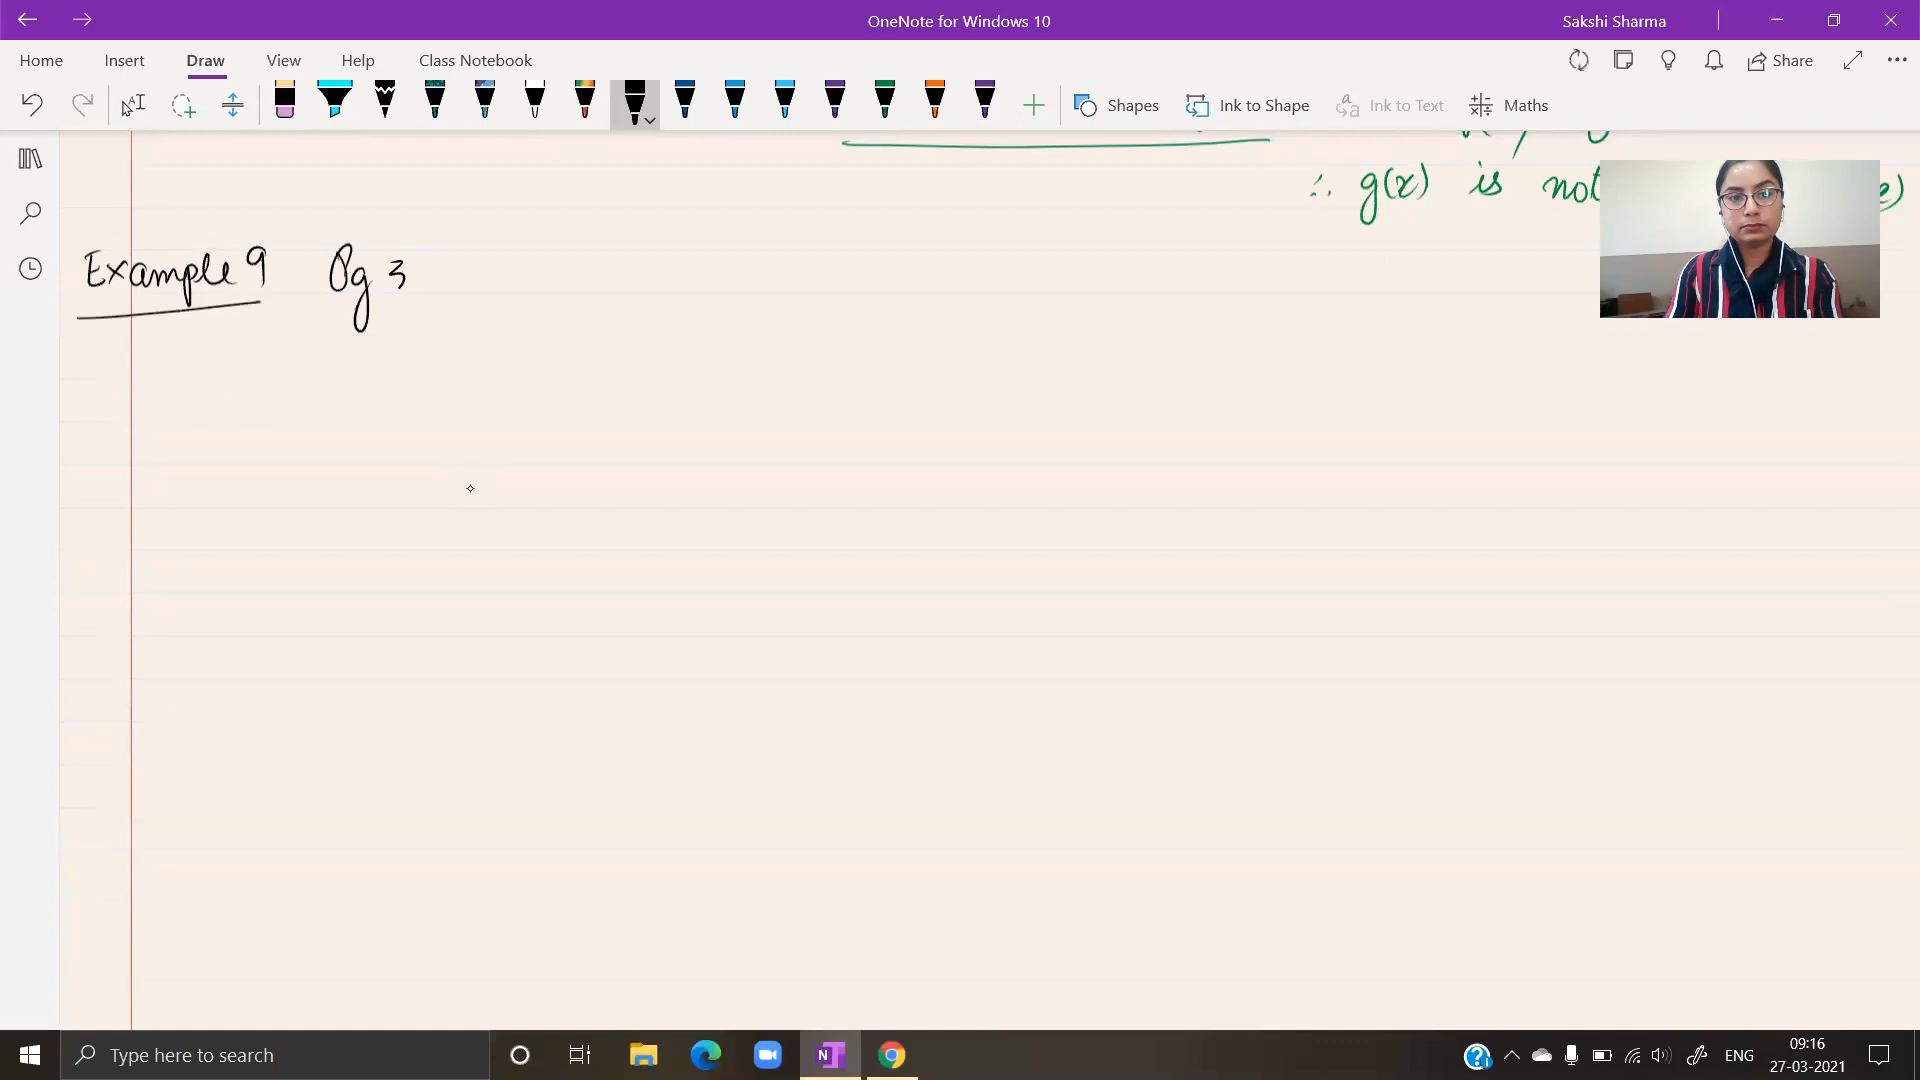 OneNote for Windows 10
Sakshi Sharma
Home Insert Draw View Help Class Notebook
Share
Shapes Ink to Shape Ink to Text Maths
∴ g(x) is not
Example 9 Pg 3
Type here to search
ENG
09:16
27-03-2021